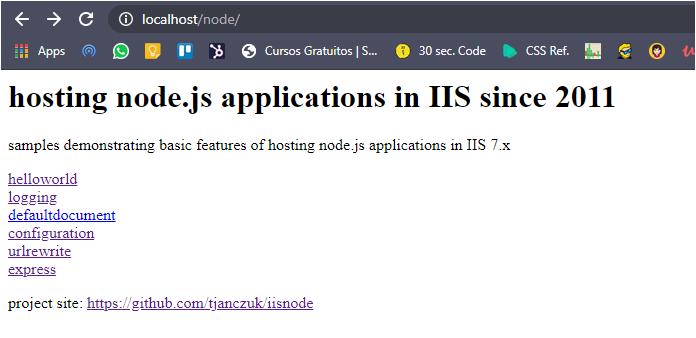 localhost/node/
Apps Cursos Gratuitos | S... 30 sec. Code CSS Ref.
hosting node.js applications in IIS since 2011
samples demonstrating basic features of hosting node.js applications in IIS 7.x
helloworld
logging
defaultdocument
configuration
urlrewrite
express
project site: https://github.com/tjanczuk/iisnode